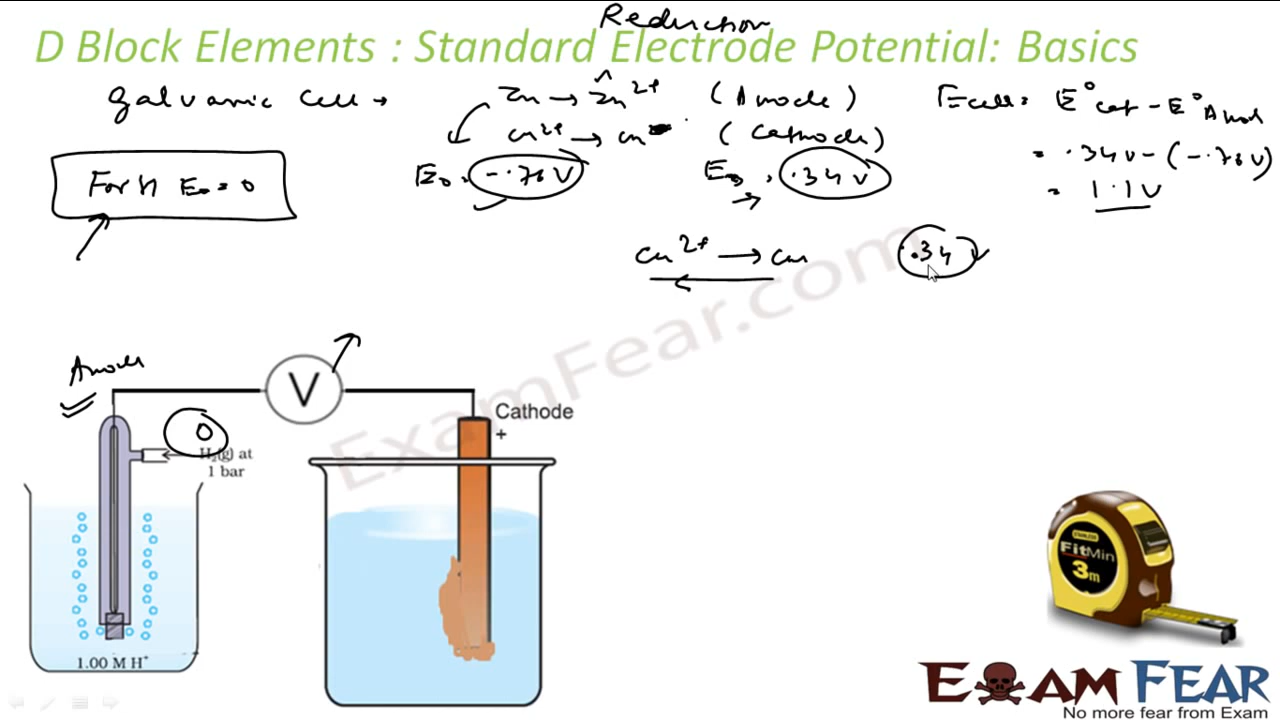 Reduction
D Block Elements : Standard Electrode Potential: Basics
galvanic cell → Zn → Zn²⁺ (Anode) Ecell = E°cat - E°Anod
Cu²⁺ → Cu (Cathode) = .34V - (-.76V)
For H E₀ = 0 E₀ = -.76V E₀ = .34V = 1.1V
Cu²⁺ → Cu .34
Anode
V
Cathode
+
0
H₂(g) at
1 bar
1.00 M H⁺
ExamFear.com
STANLEY
FitMin
3m
EXAM FEAR
No more fear from Exam